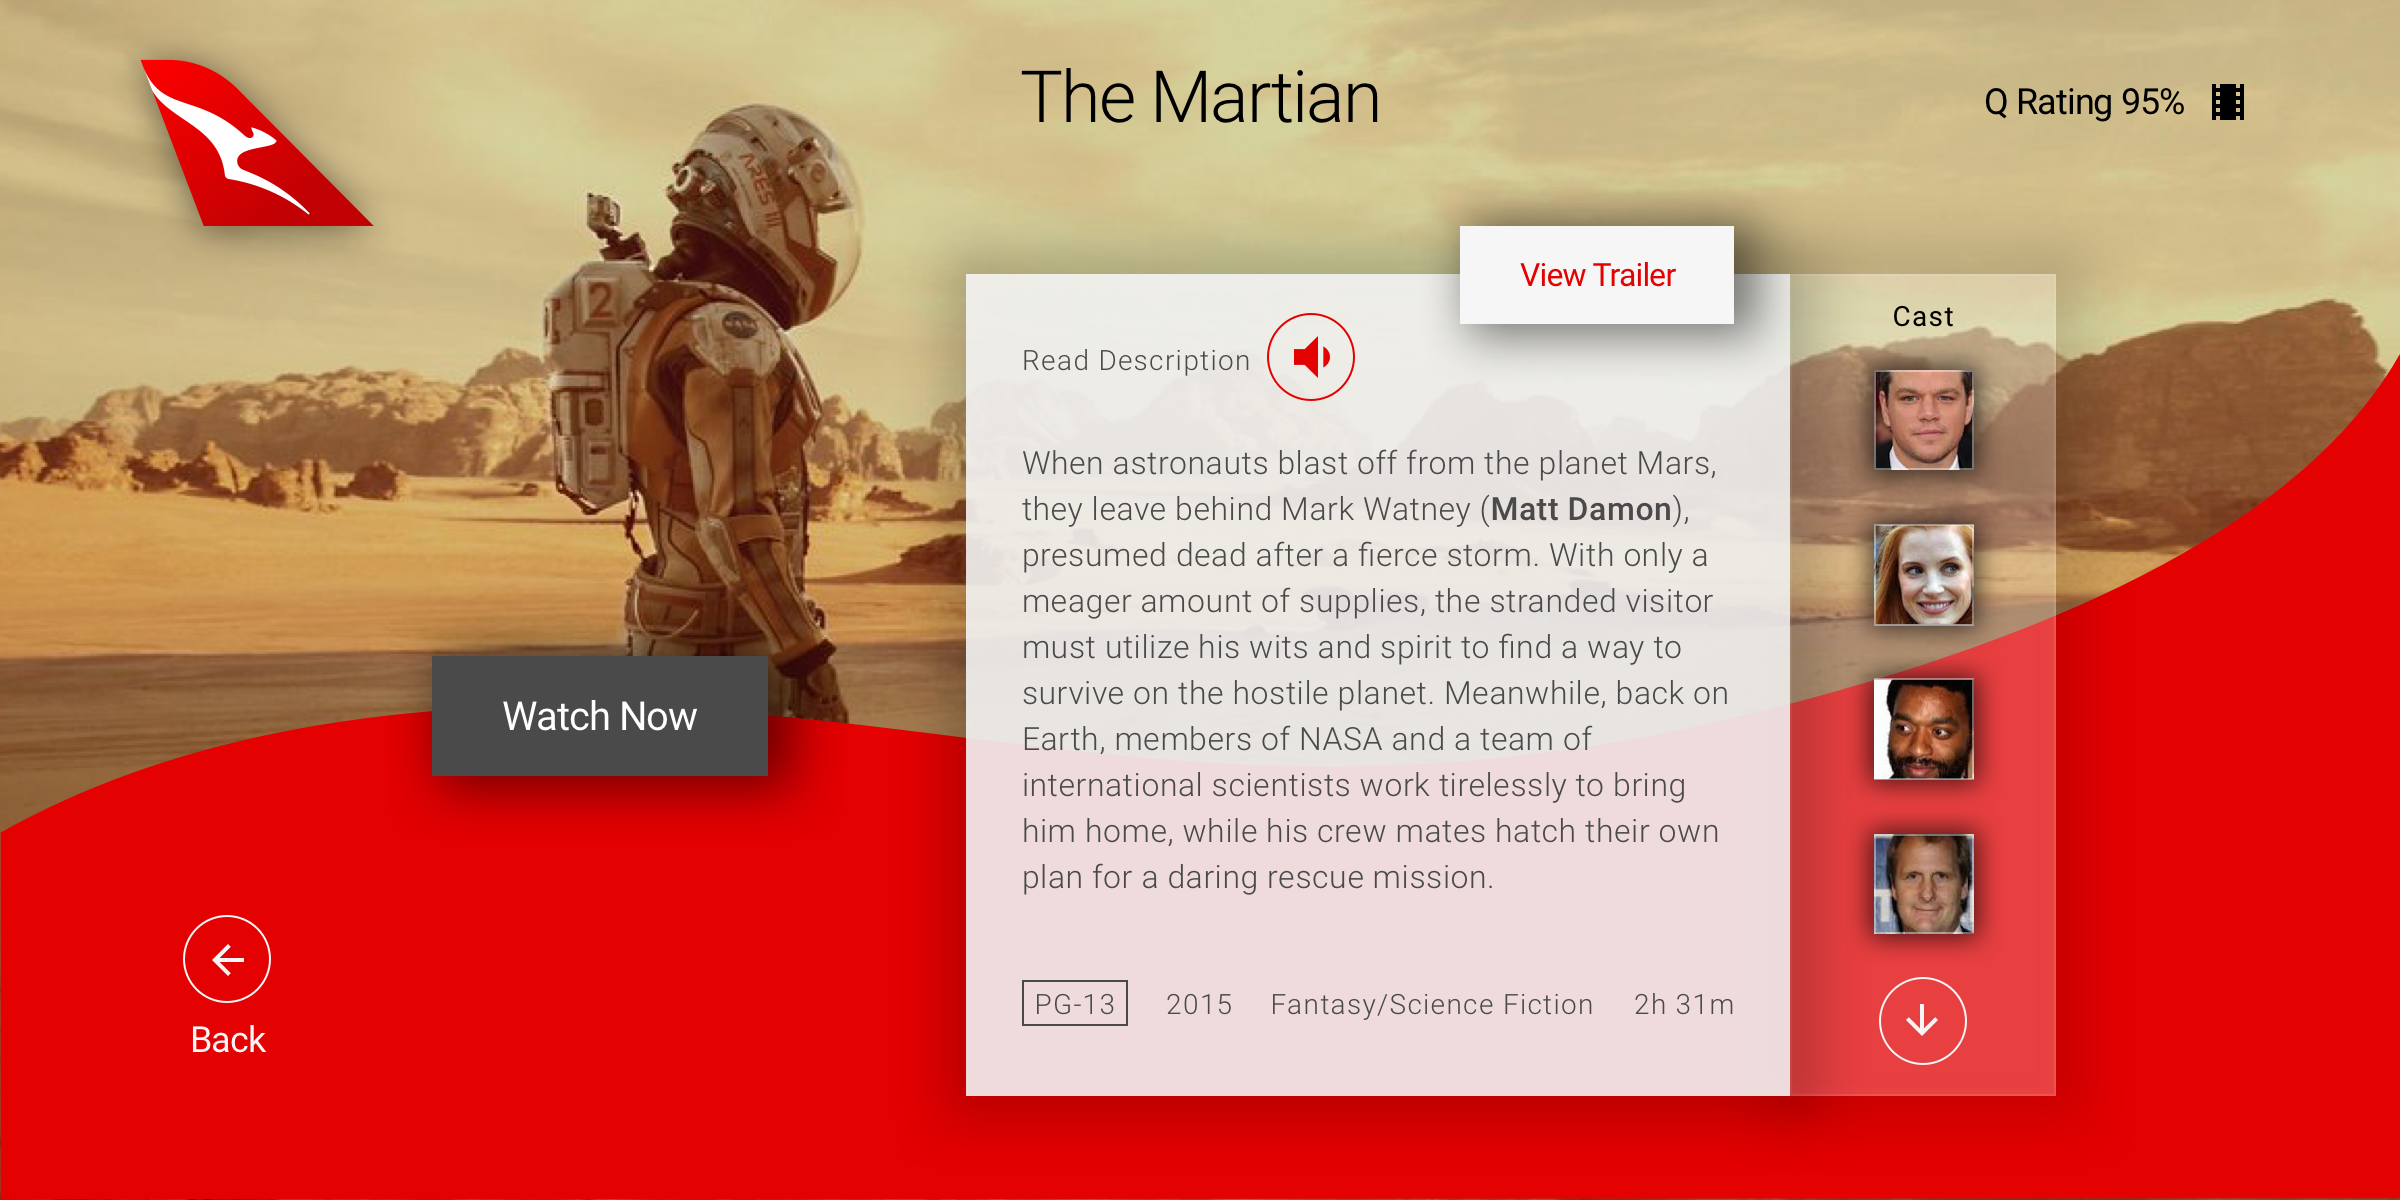 The Martian
Q Rating 95%
ARES III
2
NASA
View Trailer
Cast
Read Description
When astronauts blast off from the planet Mars,
they leave behind Mark Watney (Matt Damon),
presumed dead after a fierce storm. With only a
meager amount of supplies, the stranded visitor
must utilize his wits and spirit to find a way to
survive on the hostile planet. Meanwhile, back on
Earth, members of NASA and a team of
international scientists work tirelessly to bring
him home, while his crew mates hatch their own
plan for a daring rescue mission.
Watch Now
PG-13 2015 Fantasy/Science Fiction 2h 31m
Back